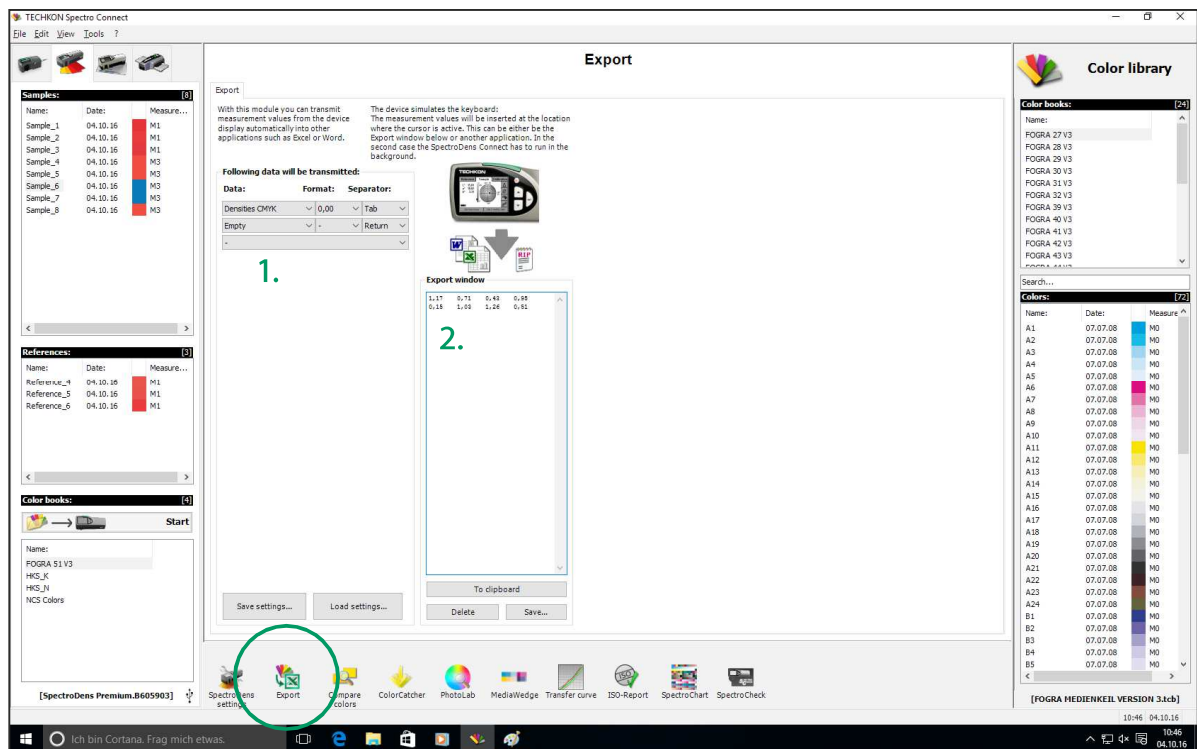 TECHKON Spectro Connect
File Edit View Tools ?
Samples: [8]
Name: Date: Measure...
Sample_1 04.10.16 M1
Sample_2 04.10.16 M1
Sample_3 04.10.16 M1
Sample_4 04.10.16 M3
Sample_5 04.10.16 M3
Sample_6 04.10.16 M3
Sample_7 04.10.16 M3
Sample_8 04.10.16 M3
References: [3]
Name: Date: Measure...
Reference_4 04.10.16 M1
Reference_5 04.10.16 M1
Reference_6 04.10.16 M1
Color books: [4]
Start
Name:
FOGRA 51 V3
HKS_K
HKS_N
NCS Colors
[SpectroDens Premium.B605903]
Export
Export
With this module you can transmit
measurement values from the device
display automatically into other
applications such as Excel or Word.
The device simulates the keyboard:
The measurement values will be inserted at the location
where the cursor is active. This can be either be the
Export window below or another application. In the
second case the SpectroDens Connect has to run in the
background.
Following data will be transmitted:
Data: Format: Separator:
Densities CMYK 0,00 Tab
Empty - Return
-
1.
TECHKON
RIP
Export window
1,17 0,71 0,43 0,98
0,15 1,03 1,26 0,51
2.
To clipboard
Delete Save...
Save settings... Load settings...
SpectroDens settings
Export
Compare colors
ColorCatcher
PhotoLab
MediaWedge
Transfer curve
ISO-Report
SpectroChart
SpectroCheck
Color library
Color books: [24]
Name:
FOGRA 27 V3
FOGRA 28 V3
FOGRA 29 V3
FOGRA 30 V3
FOGRA 31 V3
FOGRA 32 V3
FOGRA 39 V3
FOGRA 40 V3
FOGRA 41 V3
FOGRA 42 V3
FOGRA 43 V3
Search...
Colors: [72]
Name: Date: Measure
A1 07.07.08 M0
A2 07.07.08 M0
A3 07.07.08 M0
A4 07.07.08 M0
A5 07.07.08 M0
A6 07.07.08 M0
A7 07.07.08 M0
A8 07.07.08 M0
A9 07.07.08 M0
A10 07.07.08 M0
A11 07.07.08 M0
A12 07.07.08 M0
A13 07.07.08 M0
A14 07.07.08 M0
A15 07.07.08 M0
A16 07.07.08 M0
A17 07.07.08 M0
A18 07.07.08 M0
A19 07.07.08 M0
A20 07.07.08 M0
A21 07.07.08 M0
A22 07.07.08 M0
A23 07.07.08 M0
A24 07.07.08 M0
B1 07.07.08 M0
B2 07.07.08 M0
B3 07.07.08 M0
B4 07.07.08 M0
B5 07.07.08 M0
[FOGRA MEDIENKEIL VERSION 3.tcb]
10:46 04.10.16
Ich bin Cortana. Frag mich etwas.
10:46
04.10.16